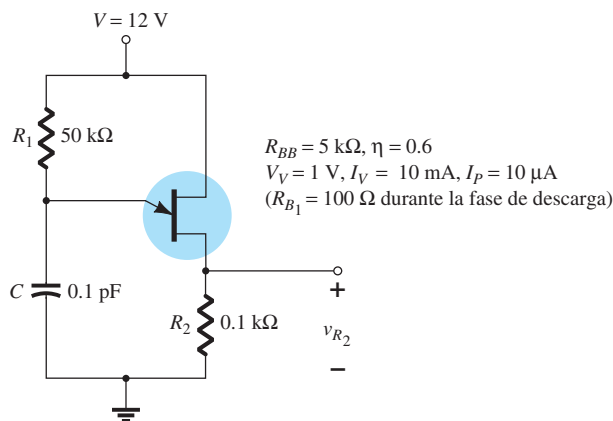 V = 12 V
R1 50 kΩ
RBB = 5 kΩ, η = 0.6
VV = 1 V, IV = 10 mA, IP = 10 μA
(RB1 = 100 Ω durante la fase de descarga)
C 0.1 pF
R2 0.1 kΩ
+
vR2
–